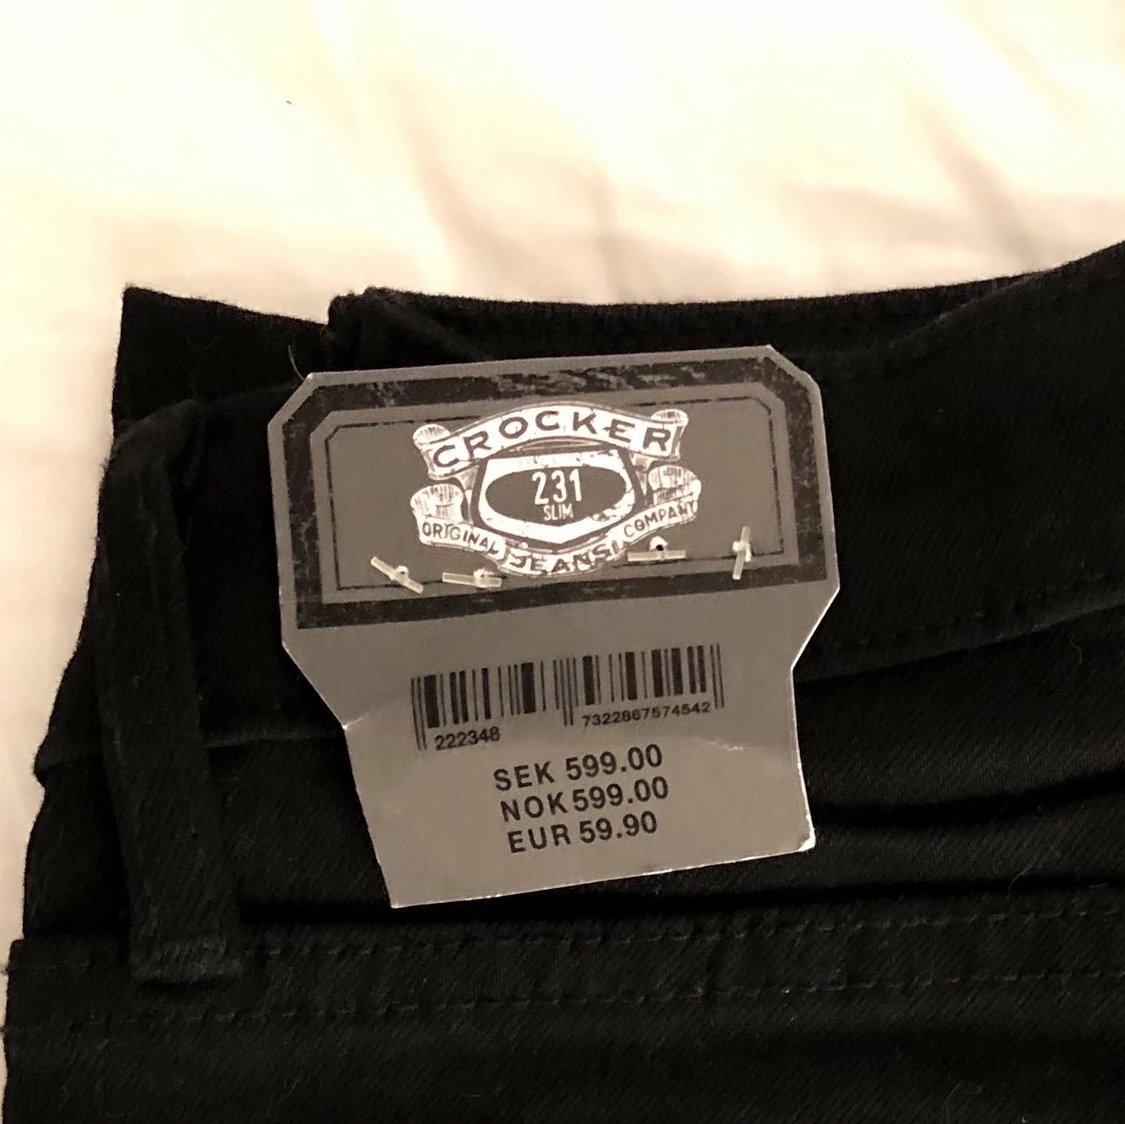 CROCKER
231
SLIM
ORIGINAL JEANS COMPANY
222348
7322867574542
SEK 599.00
NOK 599.00
EUR 59.90